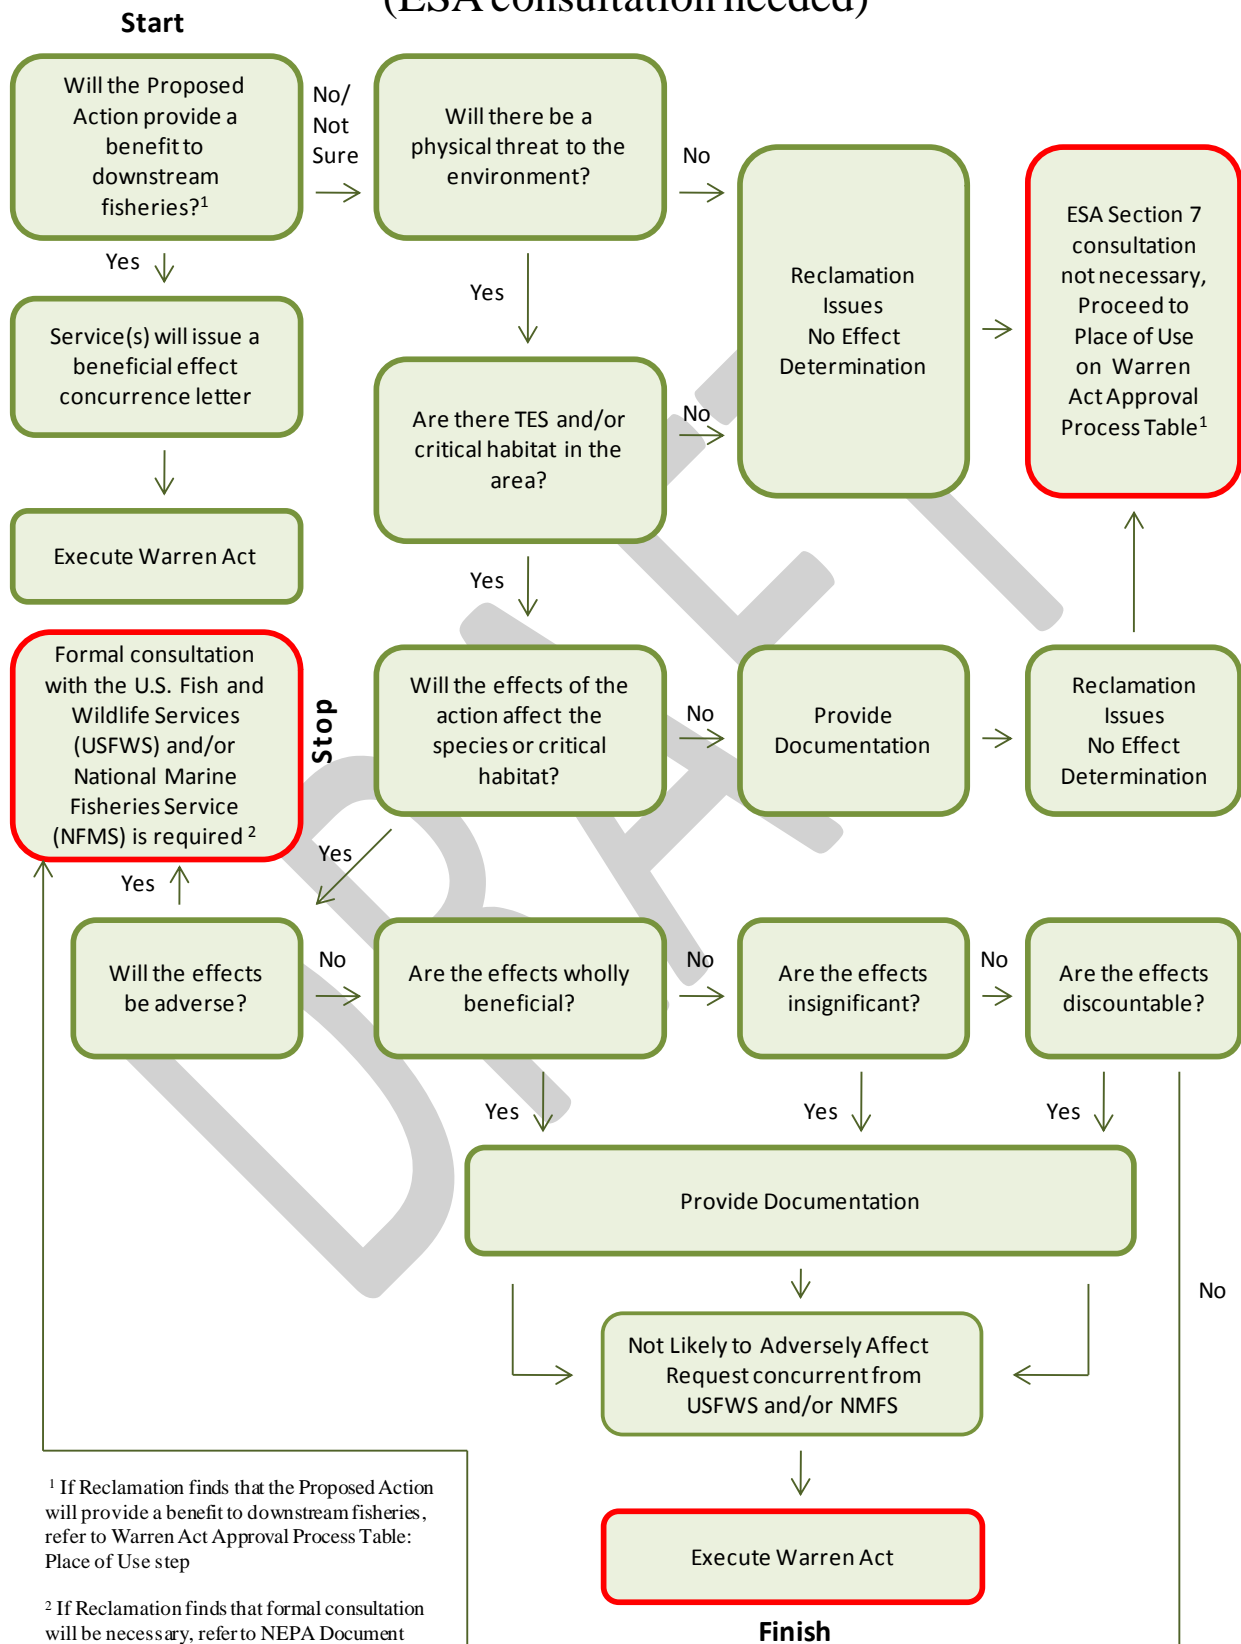 (ESA consultation needed)
Start
Will the Proposed
Action provide a
benefit to
downstream
fisheries?1
No/
Not
Sure
Will there be a
physical threat to the
environment?
No
Reclamation
Issues
No Effect
Determination
ESA Section 7
consultation
not necessary,
Proceed to
Place of Use
on Warren
Act Approval
Process Table1
Yes
Yes
Service(s) will issue a
beneficial effect
concurrence letter
Are there TES and/or
critical habitat in the
area?
No
Execute Warren Act
Yes
Formal consultation
with the U.S. Fish and
Wildlife Services
(USFWS) and/or
National Marine
Fisheries Service
(NFMS) is required 2
Stop
Will the effects of the
action affect the
species or critical
habitat?
No
Provide
Documentation
Reclamation
Issues
No Effect
Determination
Yes
Yes
Will the effects
be adverse?
No
Are the effects wholly
beneficial?
No
Are the effects
insignificant?
No
Are the effects
discountable?
Yes
Yes
Yes
Provide Documentation
No
Not Likely to Adversely Affect
Request concurrent from
USFWS and/or NMFS
Execute Warren Act
Finish
1 If Reclamation finds that the Proposed Action
will provide a benefit to downstream fisheries,
refer to Warren Act Approval Process Table:
Place of Use step
2 If Reclamation finds that formal consultation
will be necessary, refer to NEPA Document
DRAFT